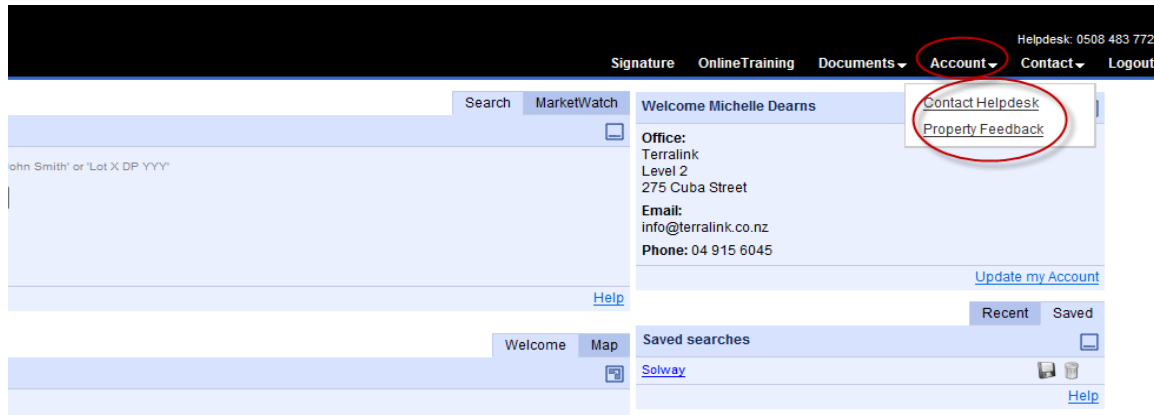 Helpdesk: 0508 483 772
Signature OnlineTraining Documents Account Contact Logout
Contact Helpdesk
Property Feedback
Search MarketWatch
ohn Smith' or 'Lot X DP YYY'
Help
Welcome Map
Welcome Michelle Dearns
Office:
Terralink
Level 2
275 Cuba Street
Email:
info@terralink.co.nz
Phone: 04 915 6045
Update my Account
Recent Saved
Saved searches
Solway
Help